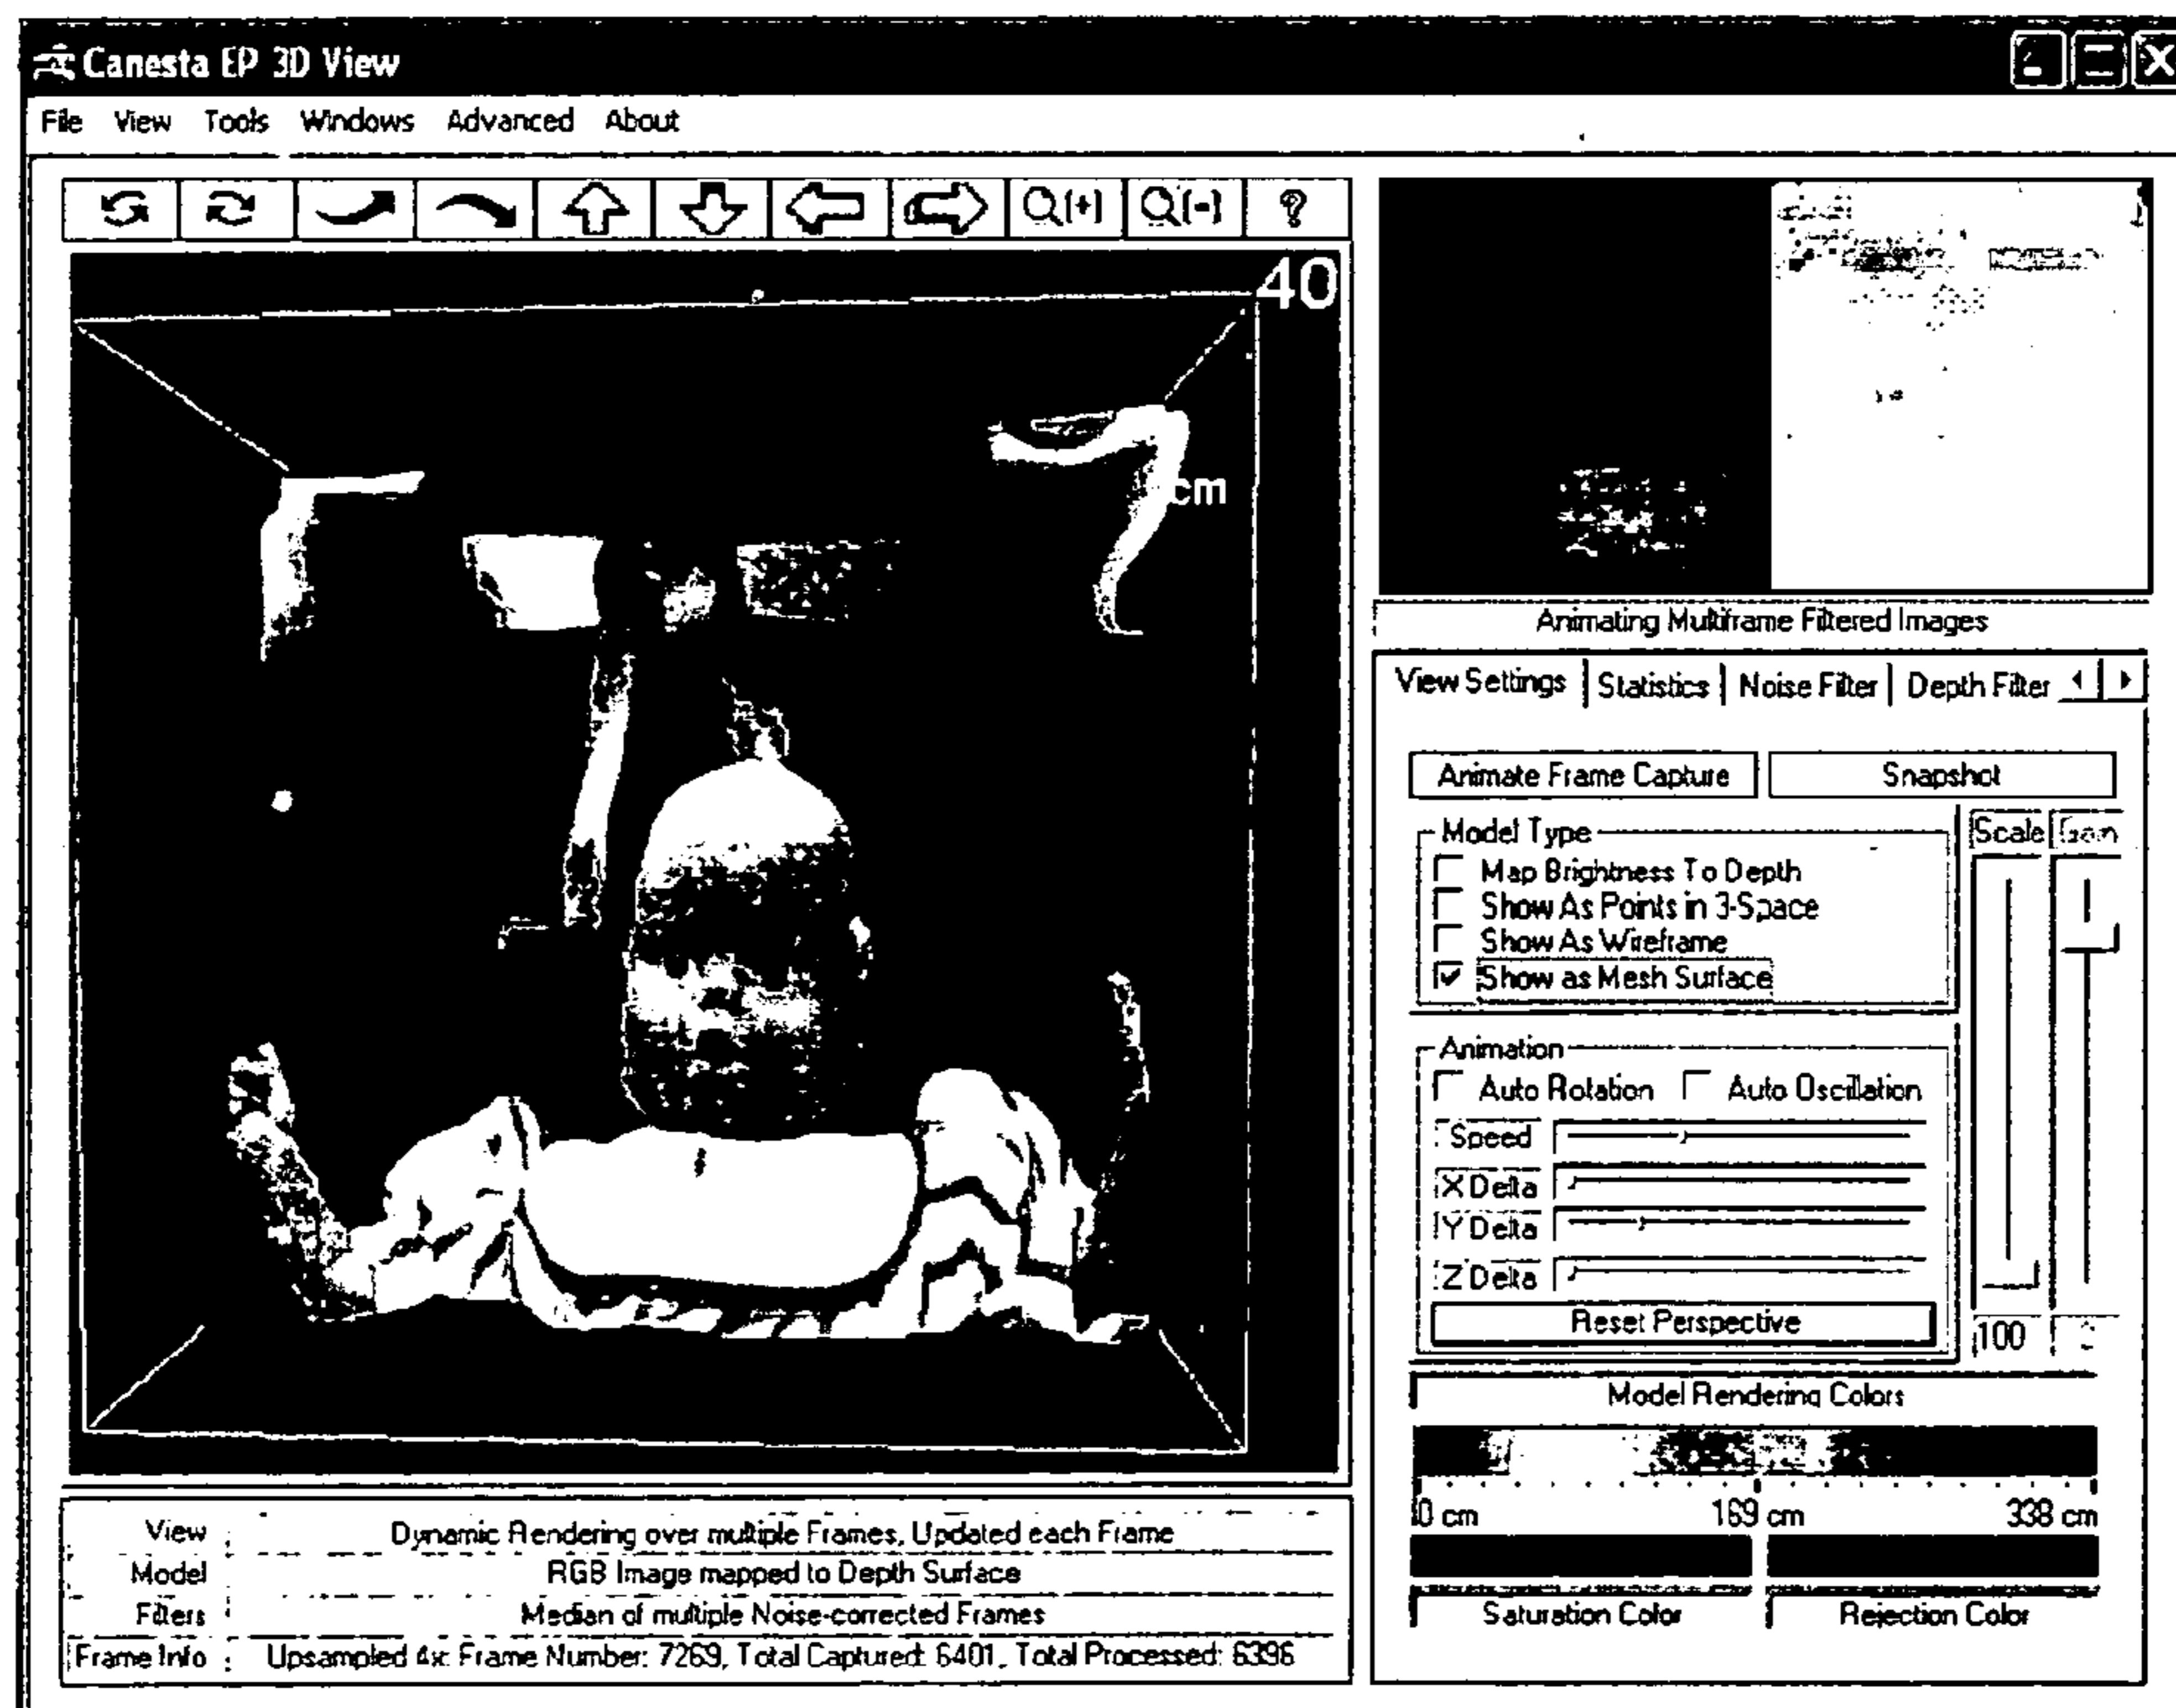 Canesta EP 3D View
File View Tools Windows Advanced About
(+) (-) ?
40
cm
Animating Multiframe Filtered Images
View Settings Statistics Noise Filter Depth Filter
Animate Frame Capture Snapshot
Model Type
Map Brightness To Depth
Show As Points in 3-Space
Show As Wireframe
Show as Mesh Surface
Scale Gain
Animation
Auto Rotation Auto Oscillation
Speed
X Delta
Y Delta
Z Delta
Reset Perspective
100
Model Rendering Colors
0 cm 169 cm 338 cm
Saturation Color Rejection Color
View Dynamic Rendering over multiple Frames, Updated each Frame
Model RGB Image mapped to Depth Surface
Filters Median of multiple Noise-corrected Frames
Frame Info : Upsampled 4x: Frame Number: 7269, Total Captured: 6401, Total Processed: 6396